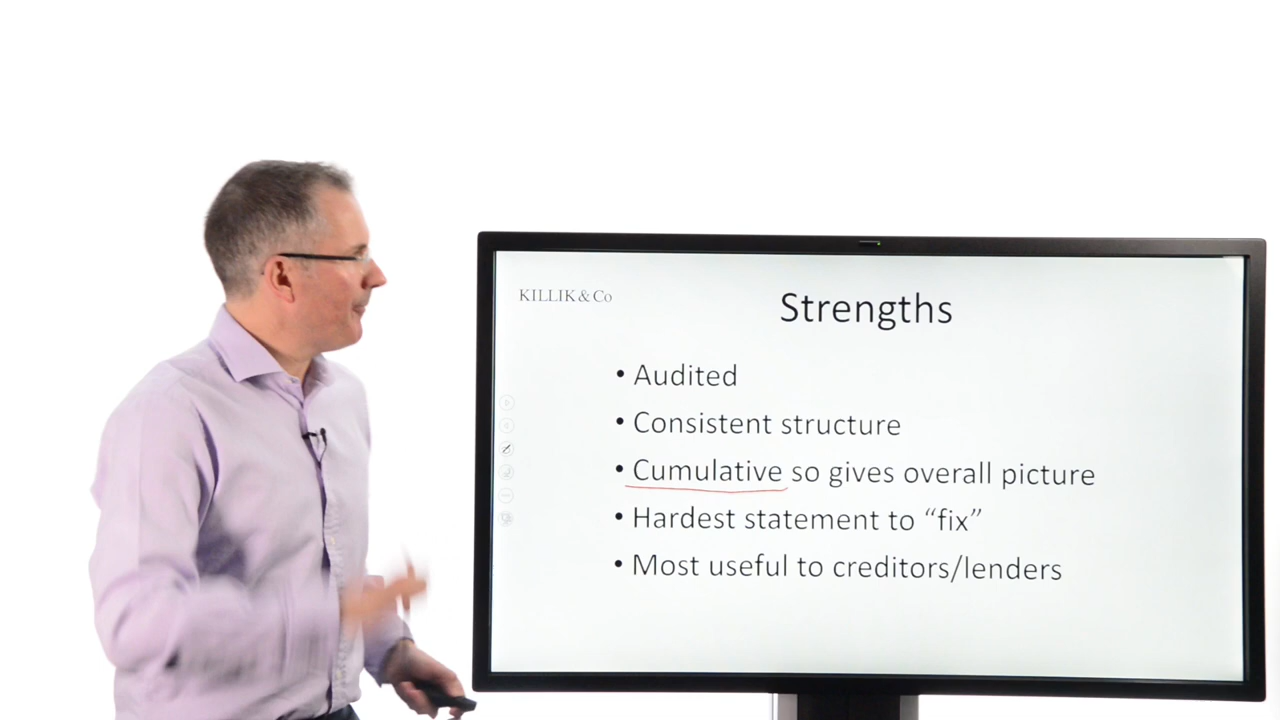 KILLIK & Co
Strengths
• Audited
• Consistent structure
• Cumulative so gives overall picture
• Hardest statement to “fix”
• Most useful to creditors/lenders